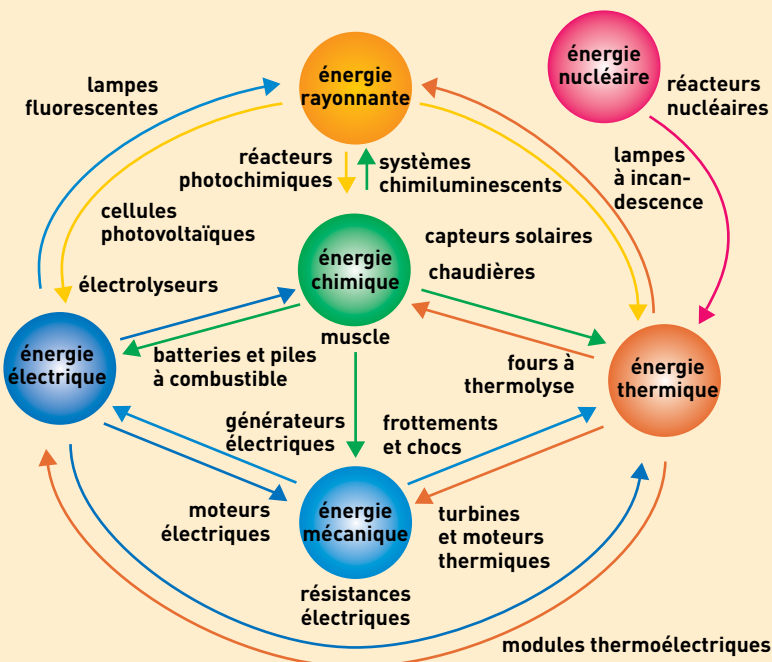 énergie
rayonnante
énergie
nucléaire
lampes
fluorescentes
réacteurs
nucléaires
réacteurs
photochimiques
systèmes
chimiluminescents
lampes
à incan-
descence
cellules
photovoltaïques
capteurs solaires
énergie
chimique
chaudières
électrolyseurs
muscle
énergie
électrique
batteries et piles
à combustible
fours à
thermolyse
énergie
thermique
générateurs
électriques
frottements
et chocs
moteurs
électriques
énergie
mécanique
turbines
et moteurs
thermiques
résistances
électriques
modules thermoélectriques